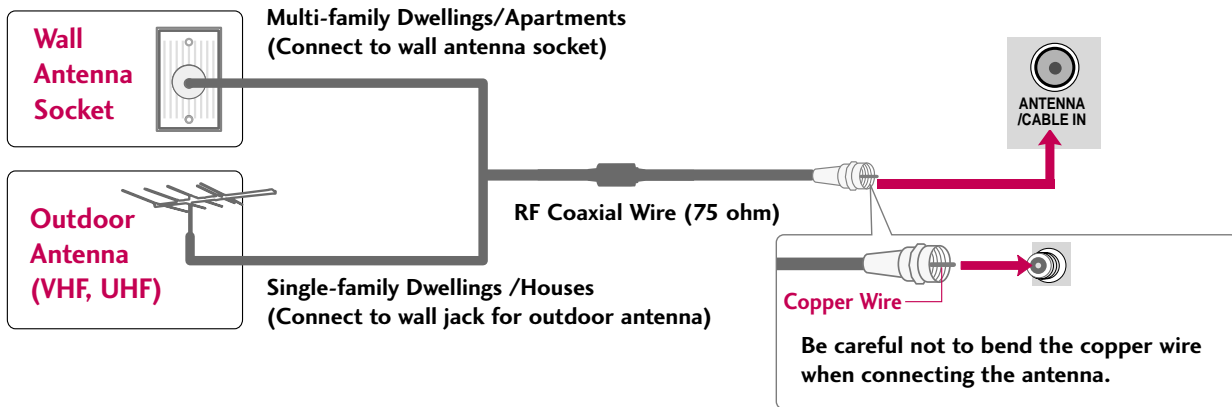 Wall
Antenna
Socket
Multi-family Dwellings/Apartments
(Connect to wall antenna socket)
ANTENNA
/CABLE IN
Outdoor
Antenna
(VHF, UHF)
RF Coaxial Wire (75 ohm)
Single-family Dwellings /Houses
(Connect to wall jack for outdoor antenna)
Copper Wire
Be careful not to bend the copper wire
when connecting the antenna.